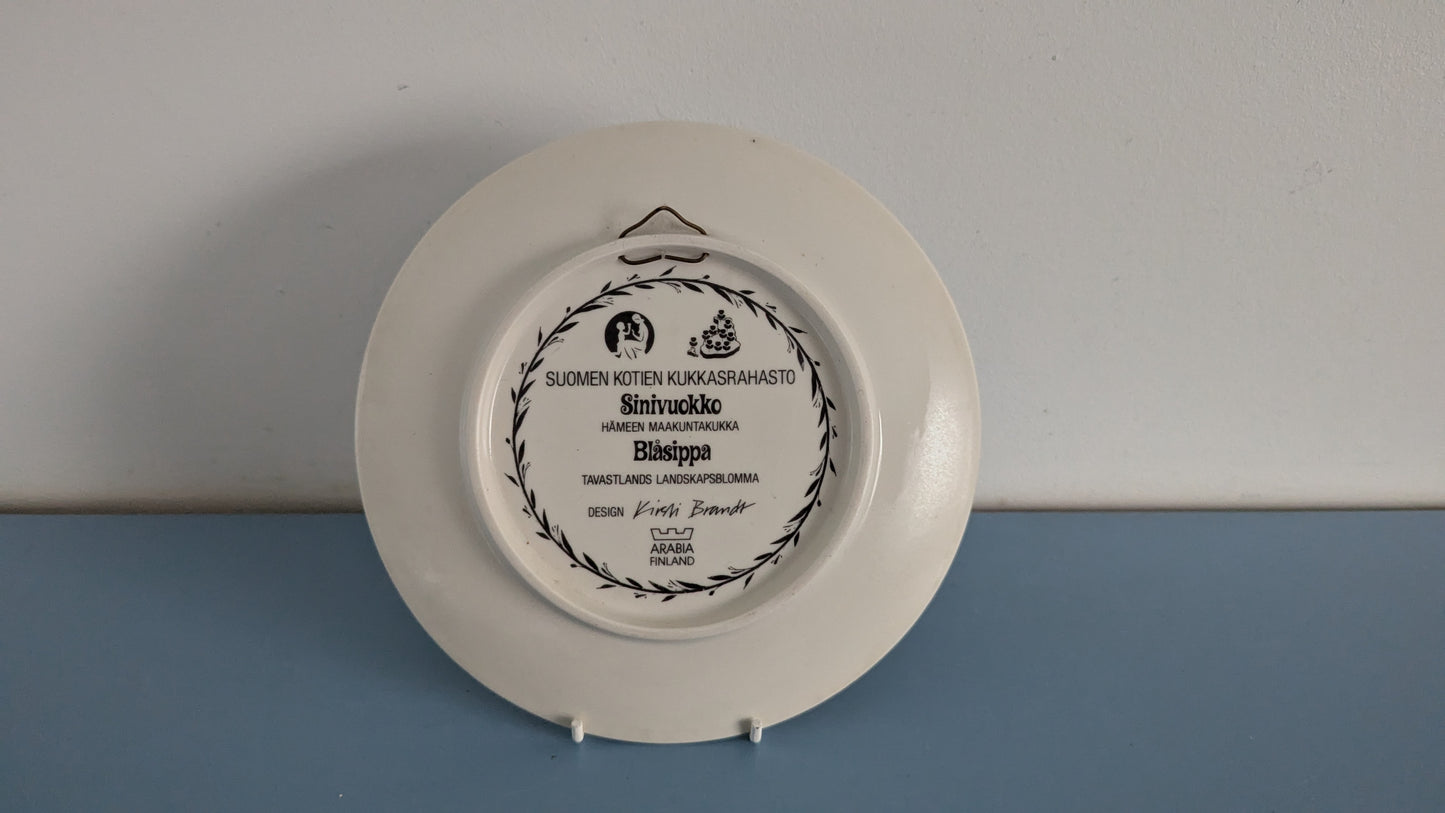 SUOMEN KOTIEN KUKKASRAHASTO
Sinivuokko
HÄMEEN MAAKUNTAKUKKA
Blåsippa
TAVASTLANDS LANDSKAPSBLOMMA
DESIGN Kirsti Brandt
ARABIA
FINLAND